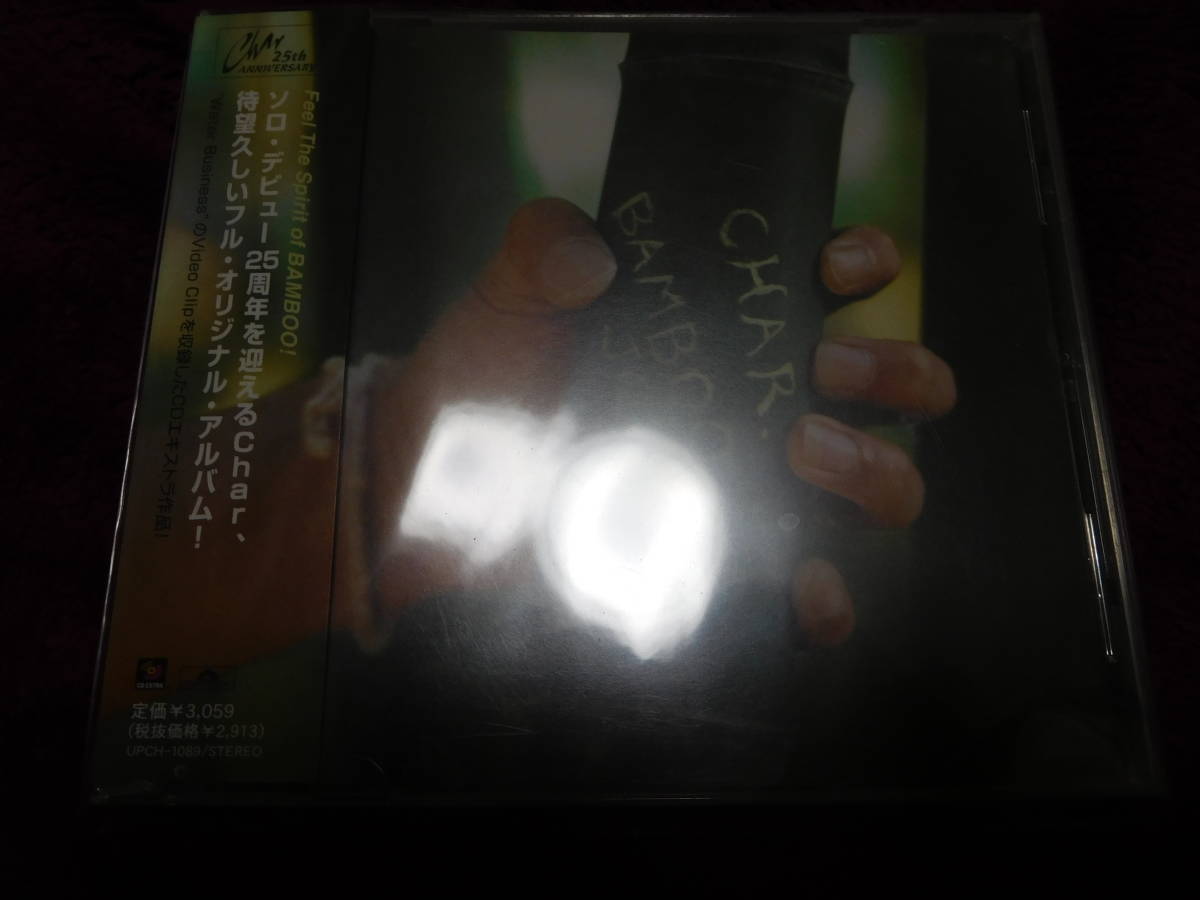 Char
25th
ANNIVERSARY
Feel The Spirit of BAMBOO!
ソロ・デビュー25周年を迎えるChar、
待望久しいフル・オリジナル・アルバム!
Business"のVideo Clipを収録したCDエキストラ作品!
CD EXTRA
定価¥3,059
(税抜価格¥2,913)
UPCH-1089/STEREO
CHAR.
BAMBOO